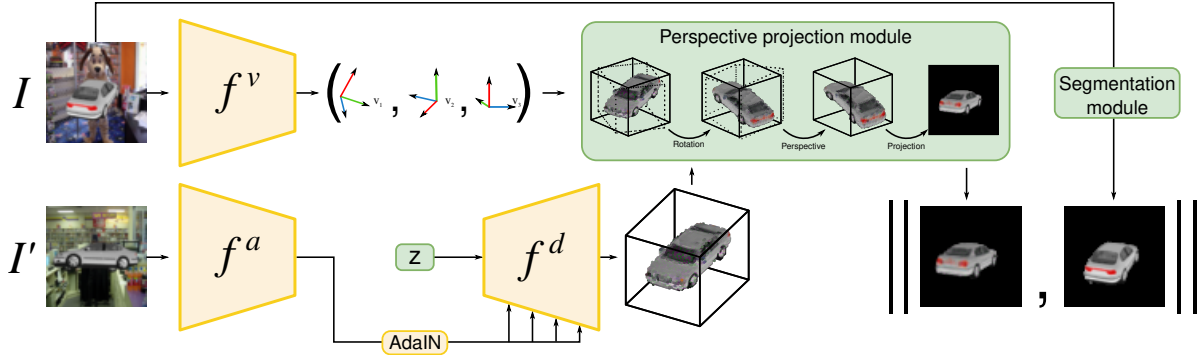 Perspective projection module
I
f^v
( v₁ , v₂ , v₃ )
Rotation
Perspective
Projection
Segmentation
module
I'
f^a
z
f^d
AdaIN
|| , ||